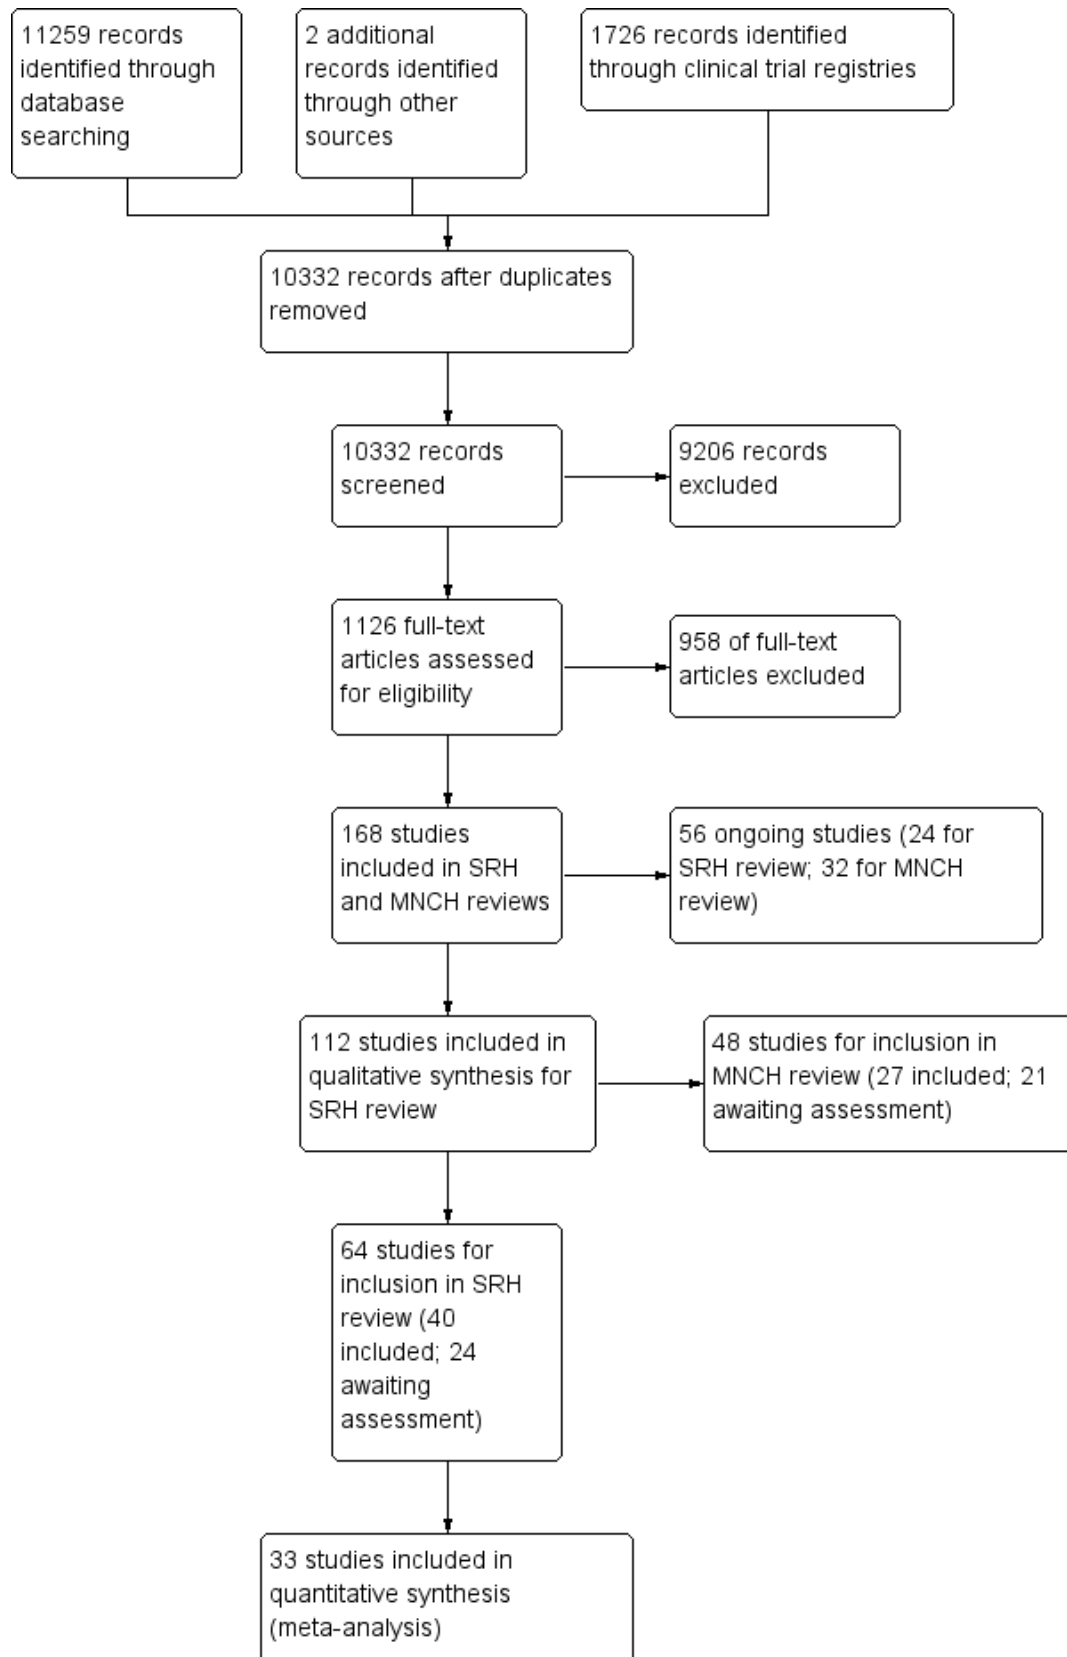 11259 records
identified through
database
searching
2 additional
records identified
through other
sources
1726 records identified
through clinical trial registries
10332 records after duplicates
removed
10332 records
screened
9206 records
excluded
1126 full-text
articles assessed
for eligibility
958 of full-text
articles excluded
168 studies
included in SRH
and MNCH reviews
56 ongoing studies (24 for
SRH review; 32 for MNCH
review)
112 studies included in
qualitative synthesis for
SRH review
48 studies for inclusion in
MNCH review (27 included; 21
awaiting assessment)
64 studies for
inclusion in SRH
review (40
included; 24
awaiting
assessment)
33 studies included in
quantitative synthesis
(meta-analysis)